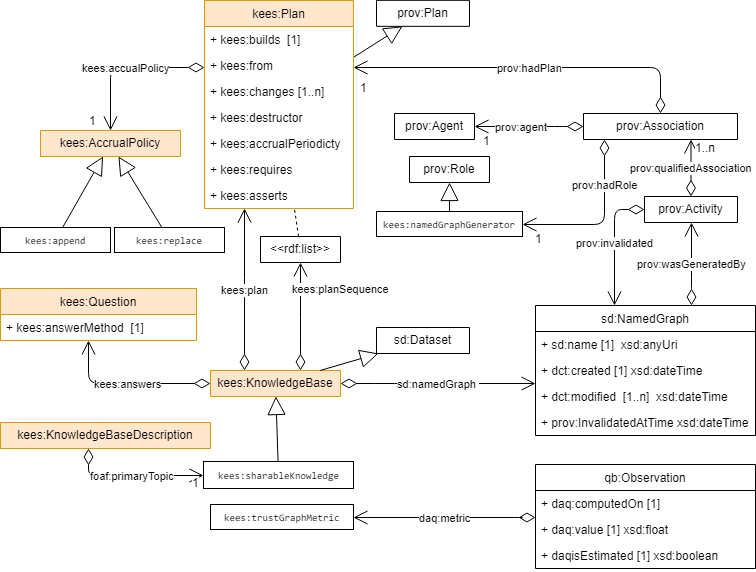 kees:Plan
prov:Plan
+ kees:builds [1]
+ kees:from
+ kees:changes [1..n]
+ kees:destructor
+ kees:accrualPeriodicty
+ kees:requires
+ kees:asserts
kees:accualPolicy
1
kees:AccrualPolicy
kees:append
kees:replace
prov:hadPlan
1
prov:Agent
prov:agent
1
prov:Association
1..n
prov:qualifiedAssociation
prov:Role
prov:hadRole
kees:namedGraphGenerator
1
prov:Activity
prov:invalidated
prov:wasGeneratedBy
<<rdf:list>>
kees:plan
kees:planSequence
kees:Question
+ kees:answerMethod [1]
kees:answers
sd:Dataset
kees:KnowledgeBase
sd:namedGraph
sd:NamedGraph
+ sd:name [1] xsd:anyUri
+ dct:created [1] xsd:dateTime
+ dct:modified [1..n] xsd:dateTime
+ prov:InvalidatedAtTime xsd:dateTime
kees:KnowledgeBaseDescription
foaf:primaryTopic
1
kees:sharableKnowledge
kees:trustGraphMetric
daq:metric
qb:Observation
+ daq:computedOn [1]
+ daq:value [1] xsd:float
+ daqisEstimated [1] xsd:boolean